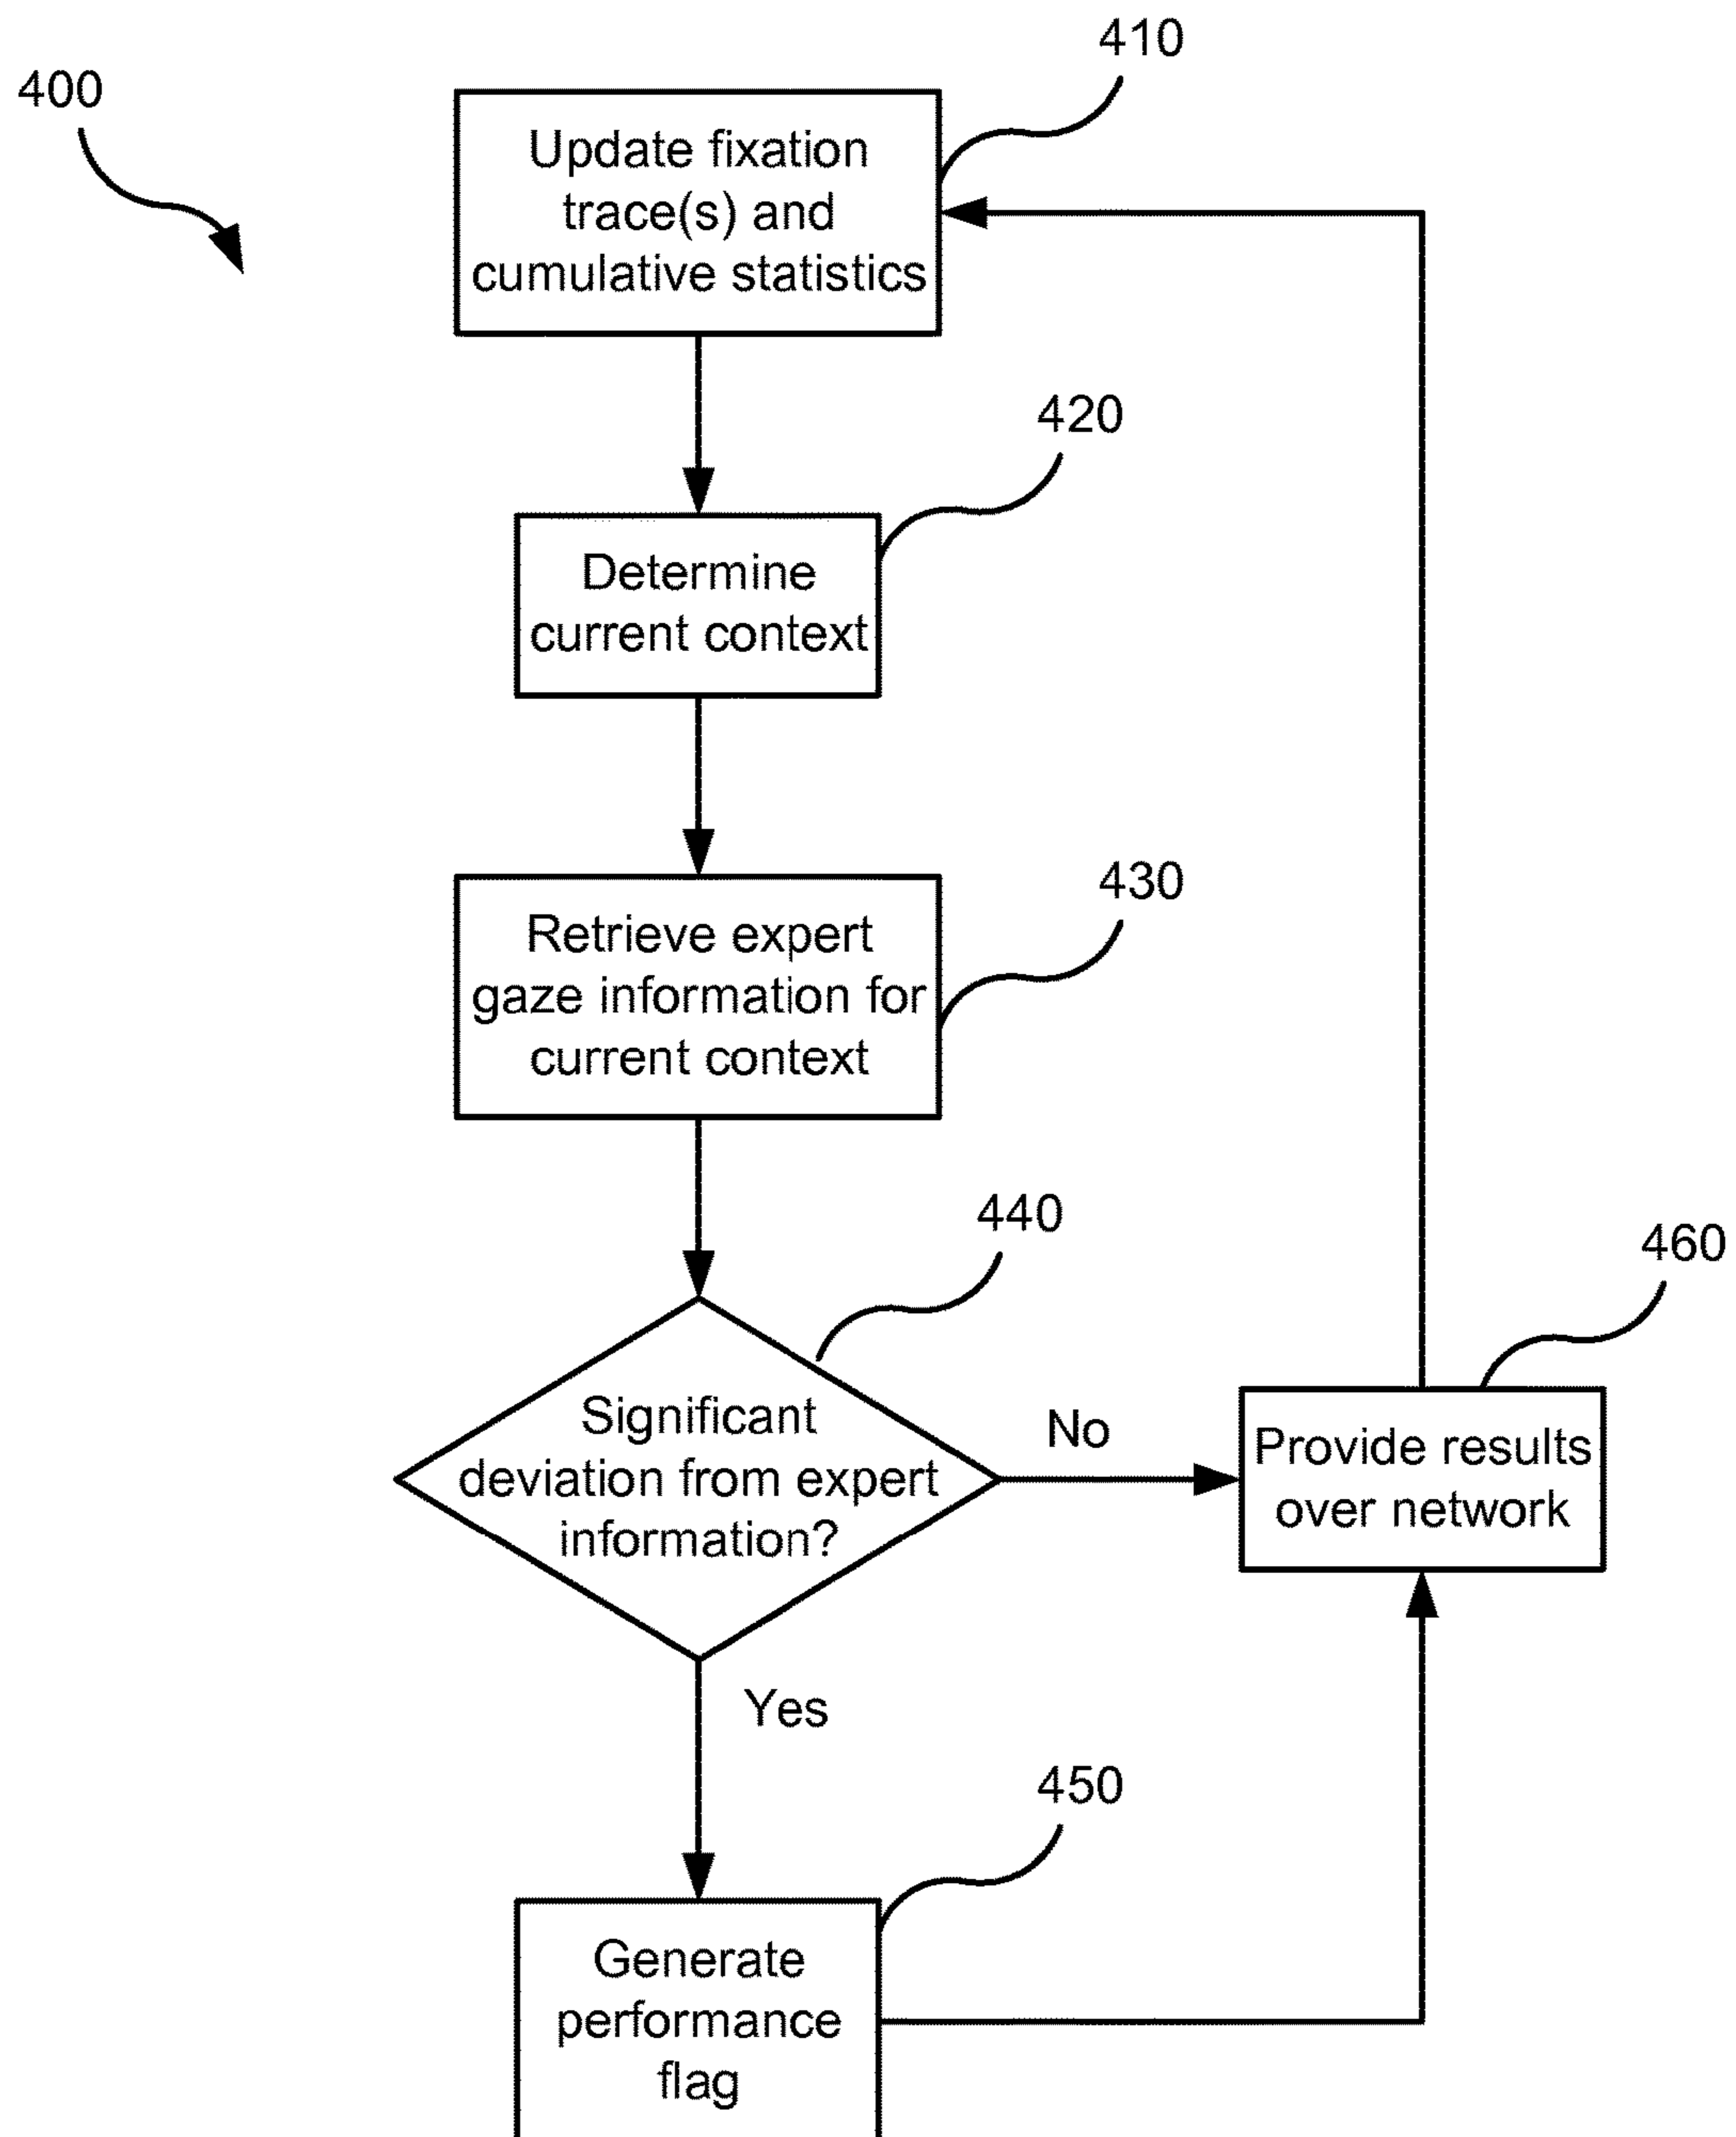 410
400
Update fixation
trace(s) and
cumulative statistics
420
Determine
current context
430
Retrieve expert
gaze information for
current context
440
460
Significant
deviation from expert
information?
No
Provide results
over network
Yes
450
Generate
performance
flag